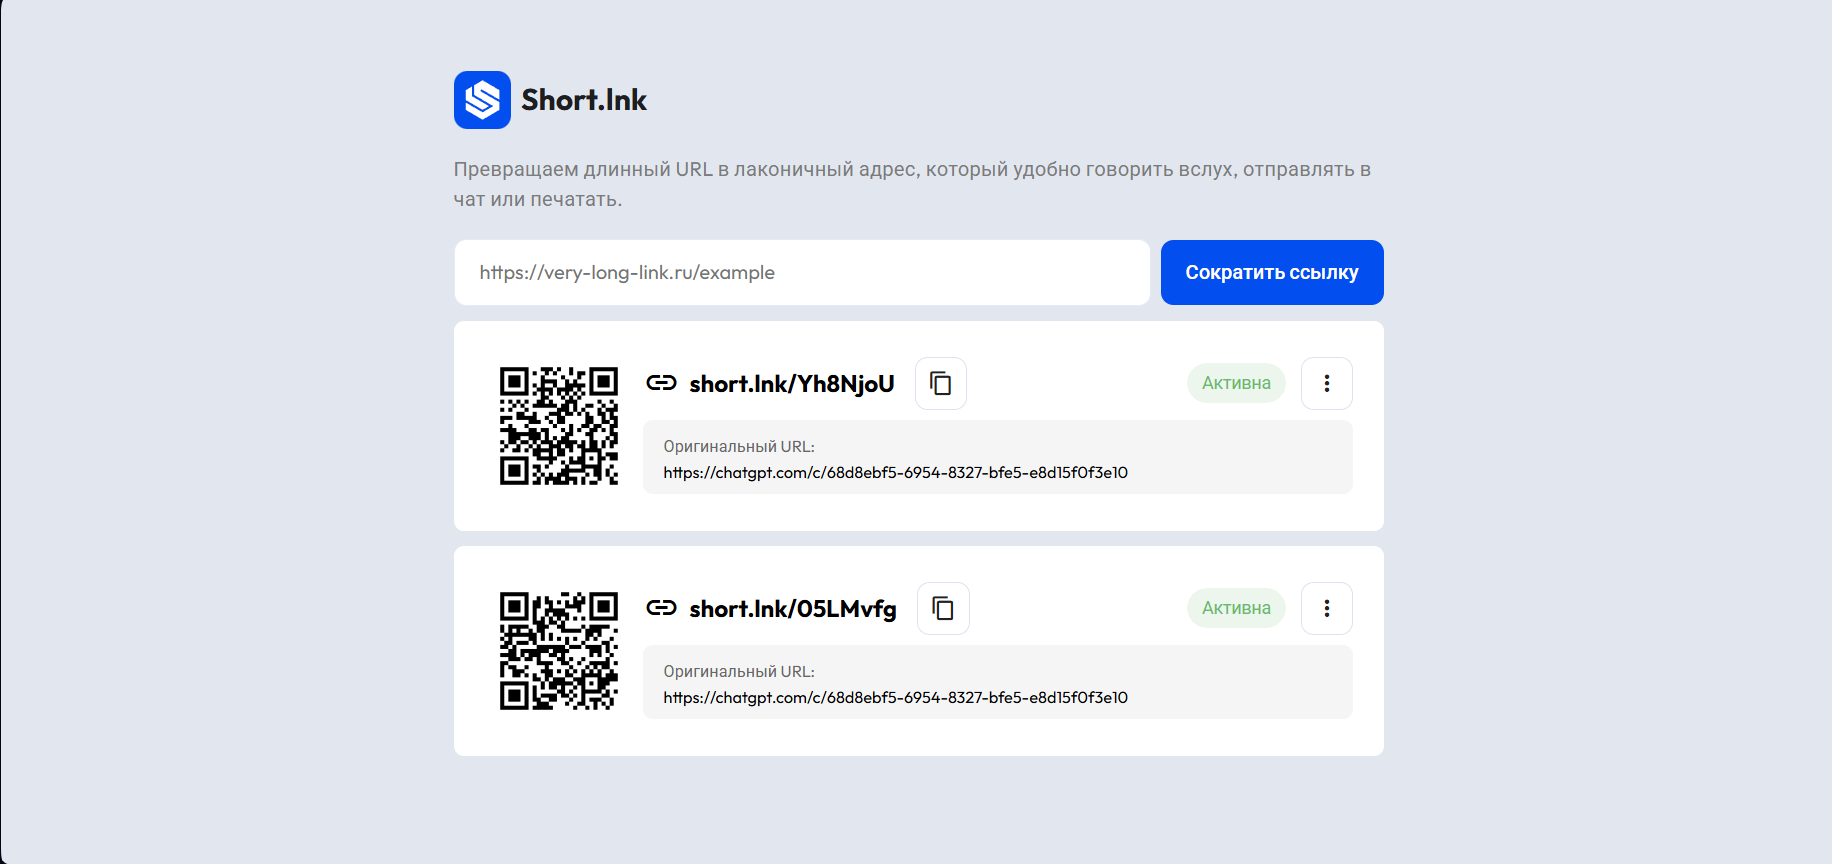 Short.lnk
Превращаем длинный URL в лаконичный адрес, который удобно говорить вслух, отправлять в
чат или печатать.
https://very-long-link.ru/example
Сократить ссылку
short.lnk/Yh8NjoU
Активна
Оригинальный URL:
https://chatgpt.com/c/68d8ebf5-6954-8327-bfe5-e8d15f0f3e10
short.lnk/05LMvfg
Активна
Оригинальный URL:
https://chatgpt.com/c/68d8ebf5-6954-8327-bfe5-e8d15f0f3e10